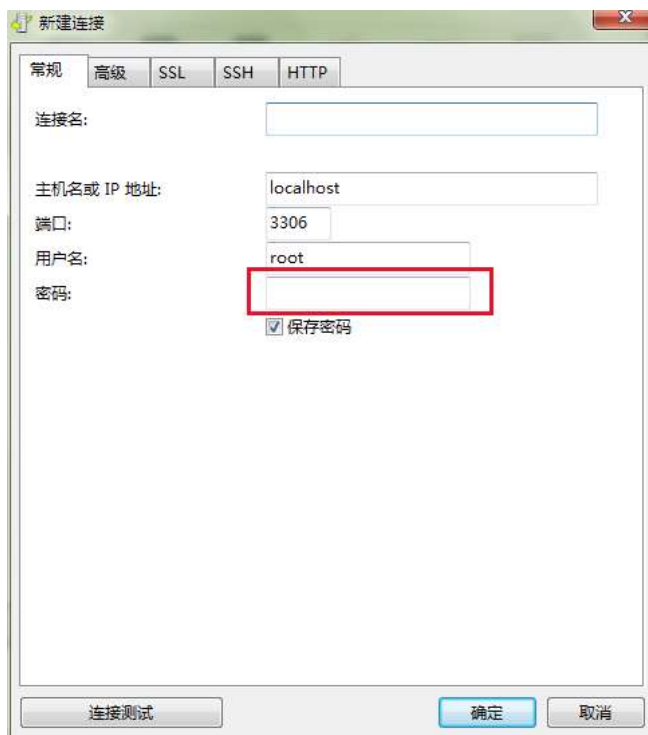 新建连接
常规 高级 SSL SSH HTTP
连接名:
主机名或 IP 地址: localhost
端口: 3306
用户名: root
密码:
保存密码
连接测试 确定 取消